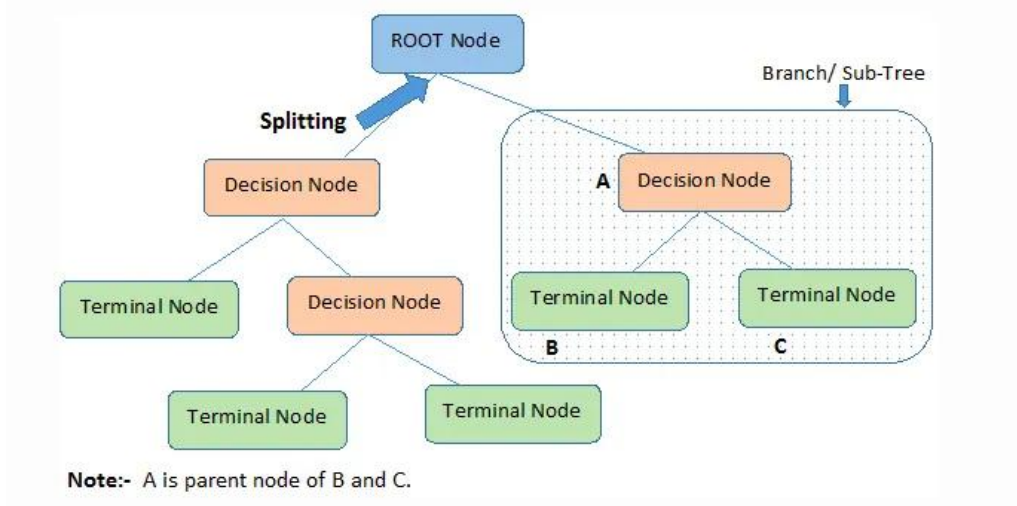 ROOT Node
Branch/ Sub-Tree
Splitting
Decision Node
A
Decision Node
Terminal Node
Decision Node
Terminal Node
Terminal Node
B
C
Terminal Node
Terminal Node
Note:- A is parent node of B and C.